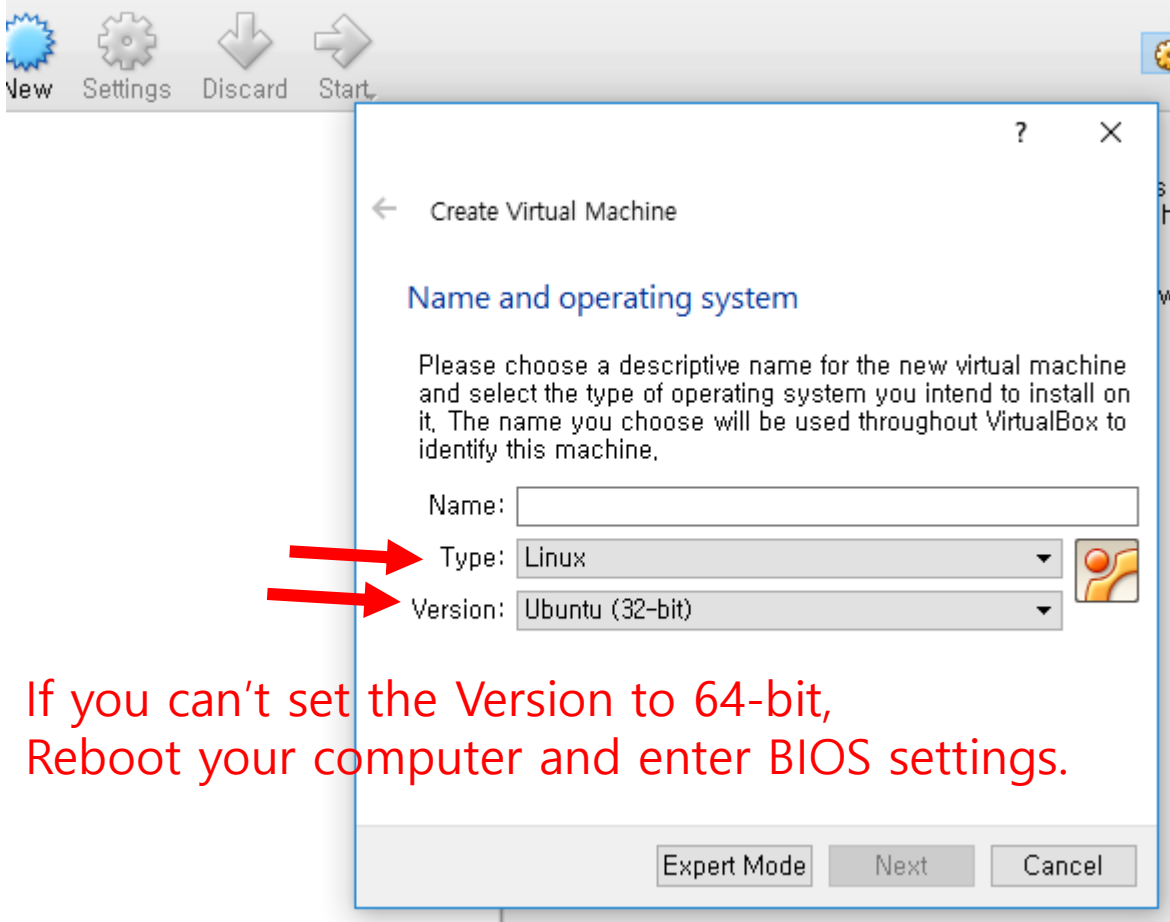 New Settings Discard Start
?
Create Virtual Machine
Name and operating system
Please choose a descriptive name for the new virtual machine
and select the type of operating system you intend to install on
it, The name you choose will be used throughout VirtualBox to
identify this machine,
Name:
Type: Linux
Version: Ubuntu (32-bit)
If you can't set the Version to 64-bit,
Reboot your computer and enter BIOS settings.
Expert Mode Next Cancel